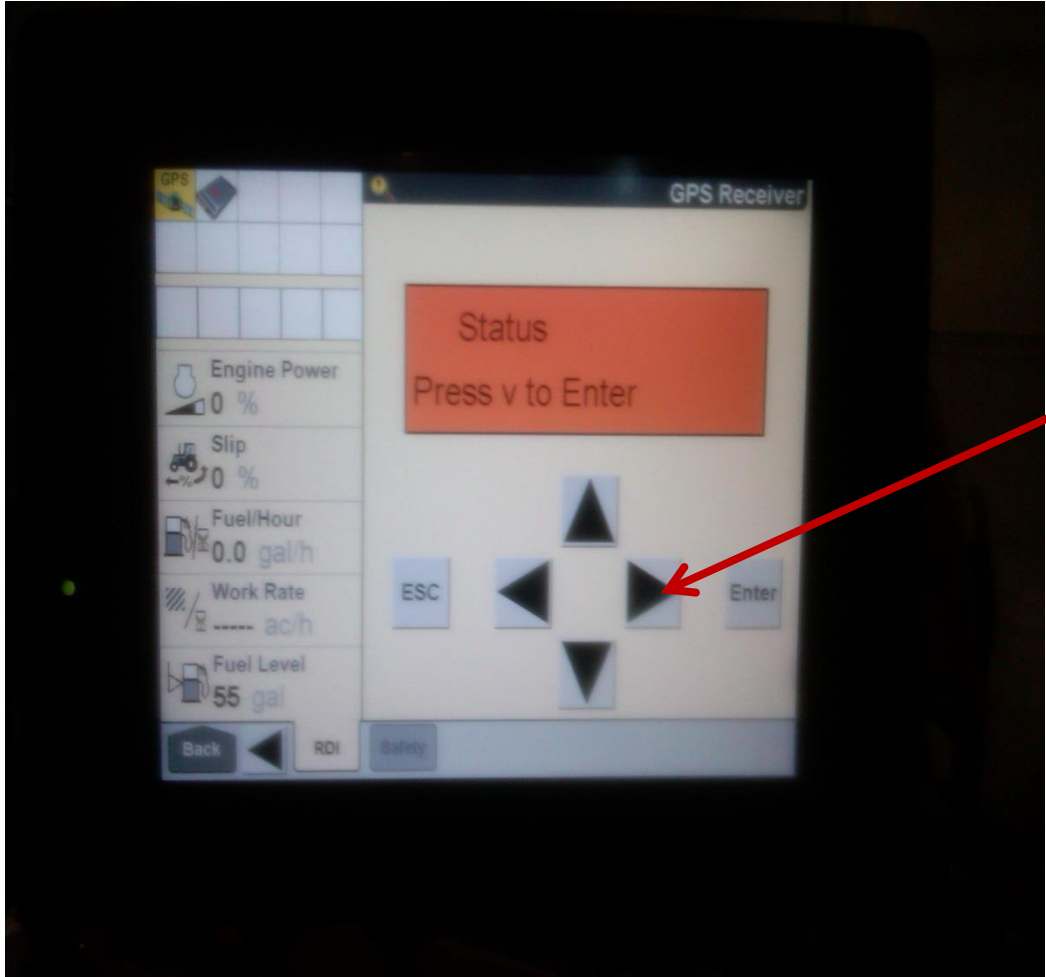 GPS
GPS Receiver
Status
Press v to Enter
Engine Power
0 %
Slip
0 %
Fuel/Hour
0.0 gal/h
Work Rate
----- ac/h
Fuel Level
55 gal
ESC
Enter
Back
RDI
Safety